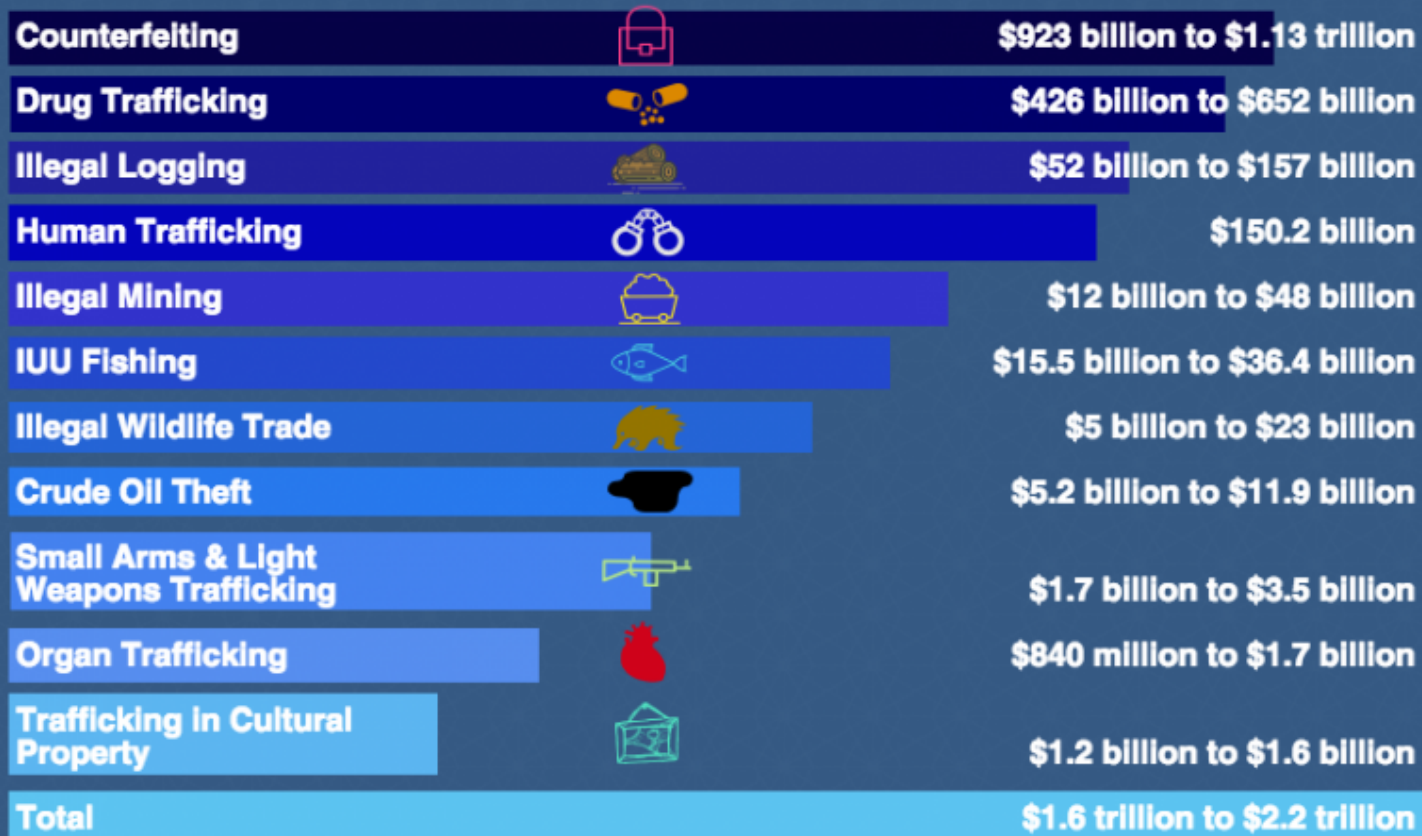 Counterfeiting $923 billion to $1.13 trillion
Drug Trafficking $426 billion to $652 billion
Illegal Logging $52 billion to $157 billion
Human Trafficking $150.2 billion
Illegal Mining $12 billion to $48 billion
IUU Fishing $15.5 billion to $36.4 billion
Illegal Wildlife Trade $5 billion to $23 billion
Crude Oil Theft $5.2 billion to $11.9 billion
Small Arms & Light
Weapons Trafficking $1.7 billion to $3.5 billion
Organ Trafficking $840 million to $1.7 billion
Trafficking in Cultural
Property $1.2 billion to $1.6 billion
Total $1.6 trillion to $2.2 trillion